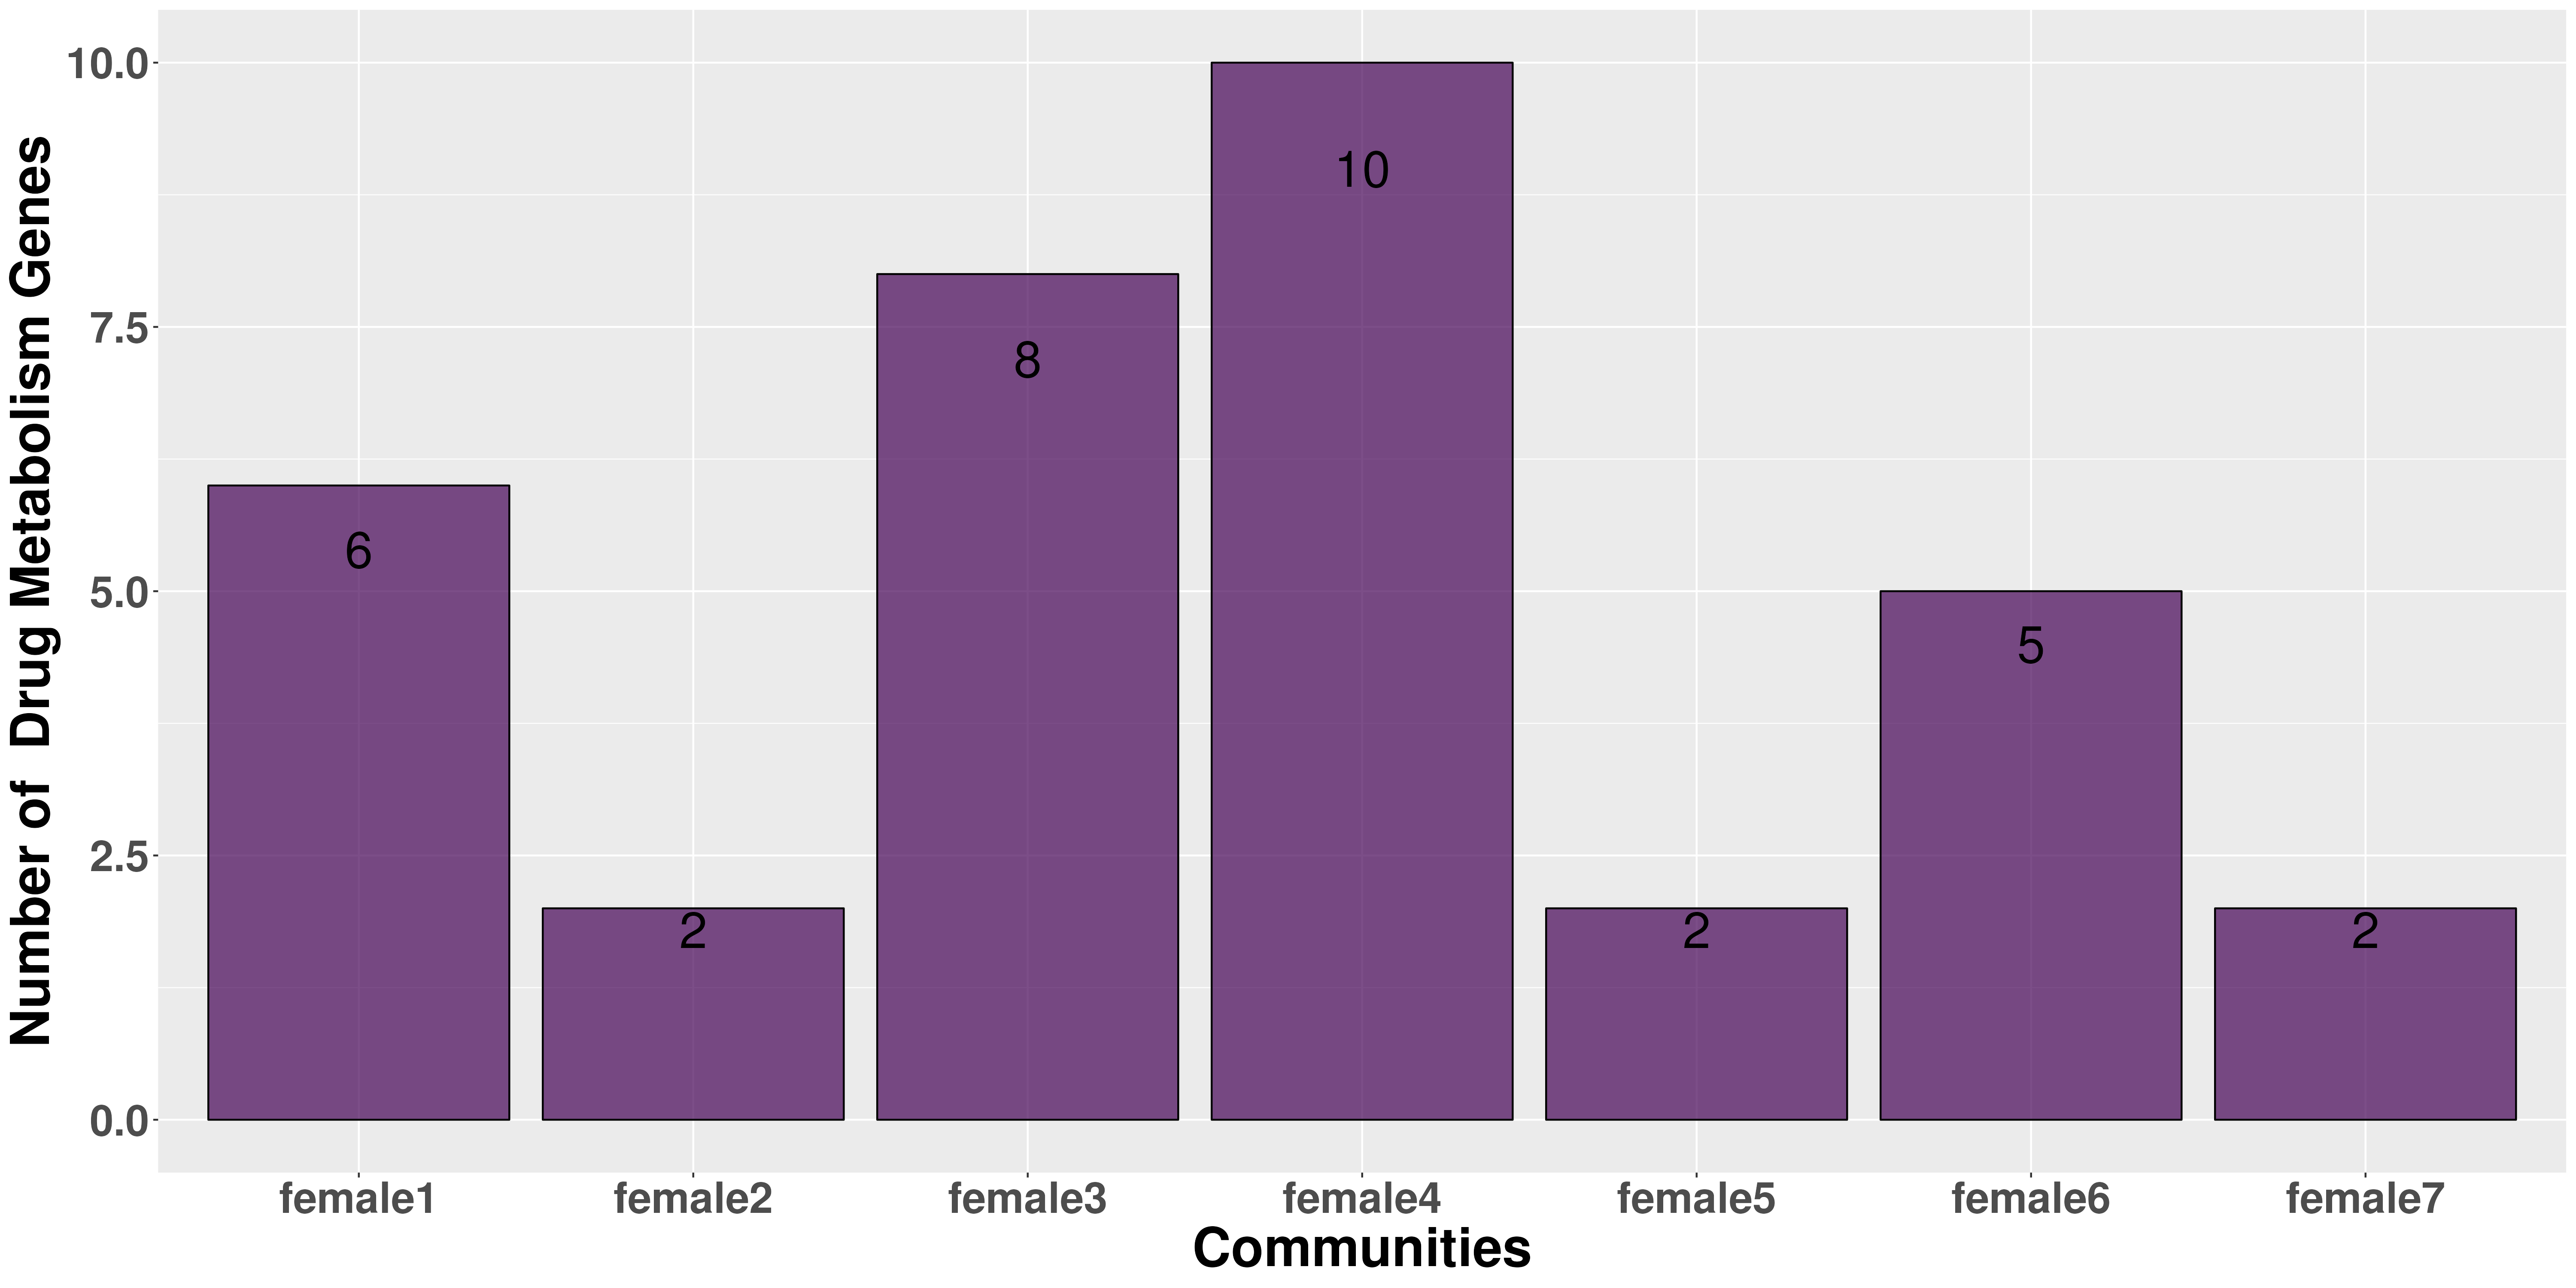 Number of  Drug Metabolism Genes
10.0
7.5
5.0
2.5
0.0
6
2
8
10
2
5
2
female1
female2
female3
female4
female5
female6
female7
Communities